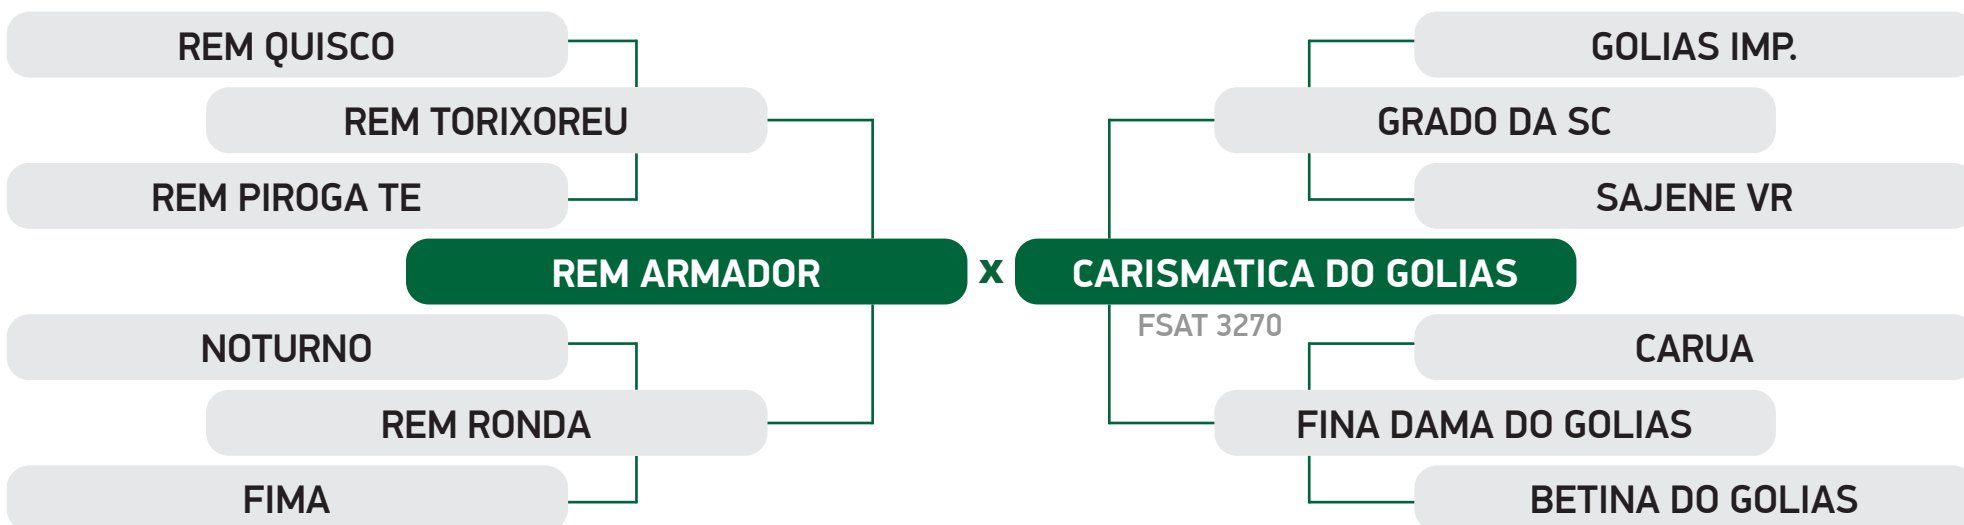 REM QUISCO
GOLIAS IMP.
REM TORIXOREU
GRADO DA SC
REM PIROGA TE
SAJENE VR
REM ARMADOR x CARISMATICA DO GOLIAS
FSAT 3270
NOTURNO
CARUA
REM RONDA
FINA DAMA DO GOLIAS
FIMA
BETINA DO GOLIAS